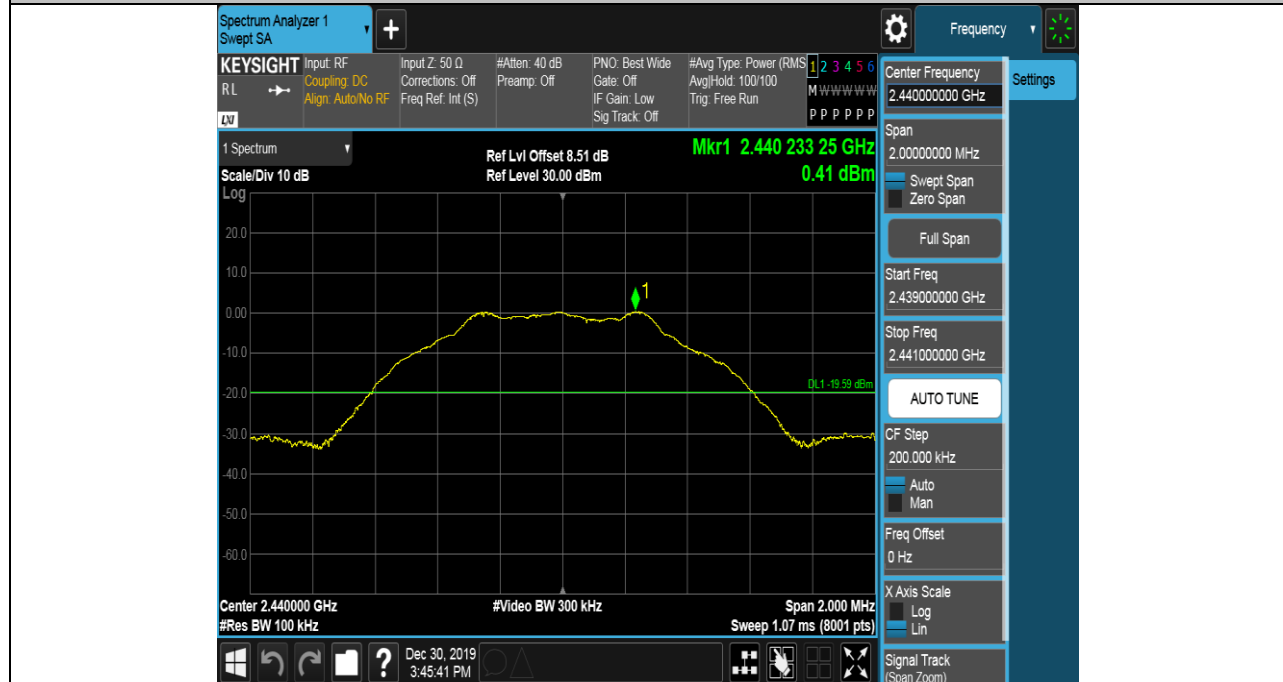 Spectrum Analyzer 1
Swept SA
+
Frequency
KEYSIGHT
RL
LXI
Input: RF
Coupling: DC
Align: Auto/No RF
Input Z: 50 Ω
Corrections: Off
Freq Ref: Int (S)
#Atten: 40 dB
Preamp: Off
PNO: Best Wide
Gate: Off
IF Gain: Low
Sig Track: Off
#Avg Type: Power (RMS
Avg|Hold: 100/100
Trig: Free Run
1 2 3 4 5 6
M W W W W W
P P P P P P
1 Spectrum
Scale/Div 10 dB
Ref Lvl Offset 8.51 dB
Ref Level 30.00 dBm
Mkr1 2.440 233 25 GHz
0.41 dBm
Log
20.0
10.0
0.00
-10.0
-20.0
-30.0
-40.0
-50.0
-60.0
1
DL1 -19.59 dBm
Center 2.440000 GHz
#Res BW 100 kHz
#Video BW 300 kHz
Span 2.000 MHz
Sweep 1.07 ms (8001 pts)
Dec 30, 2019
3:45:41 PM
?
Center Frequency
2.440000000 GHz
Settings
Span
2.00000000 MHz
Swept Span
Zero Span
Full Span
Start Freq
2.439000000 GHz
Stop Freq
2.441000000 GHz
AUTO TUNE
CF Step
200.000 kHz
Auto
Man
Freq Offset
0 Hz
X Axis Scale
Log
Lin
Signal Track
(Span Zoom)